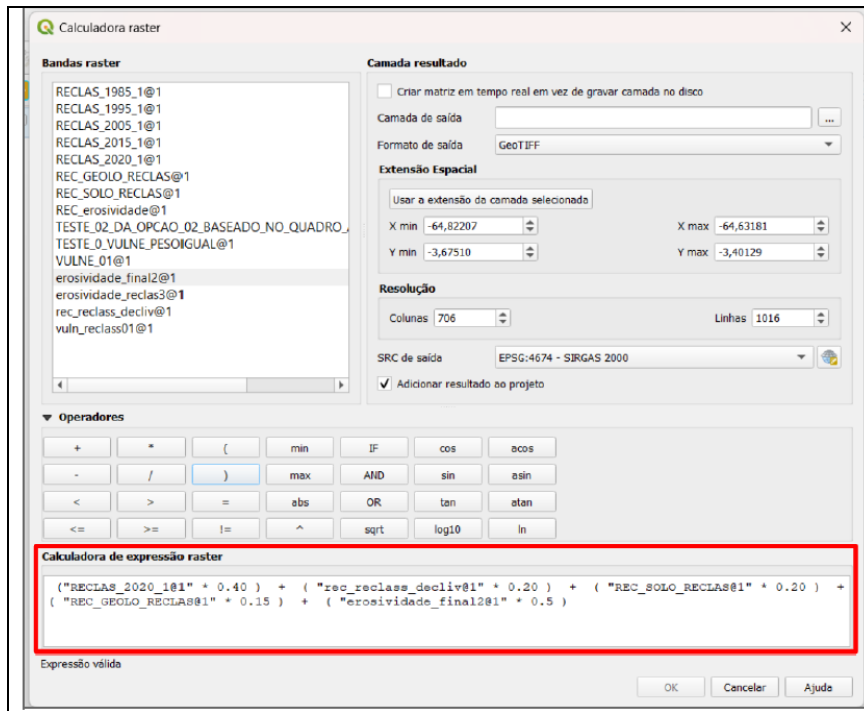 Calculadora raster
Bandas raster
RECLAS_1985_1@1
RECLAS_1995_1@1
RECLAS_2005_1@1
RECLAS_2015_1@1
RECLAS_2020_1@1
REC_GEOLO_RECLAS@1
REC_SOLO_RECLAS@1
REC_erosividade@1
TESTE_02_DA_OPCAO_02_BASEADO_NO_QUADRO_
TESTE_0_VULNE_PESOIGUAL@1
VULNE_01@1
erosividade_final2@1
erosividade_reclas3@1
rec_reclass_decliv@1
vuln_reclass01@1
Camada resultado
Criar matriz em tempo real em vez de gravar camada no disco
Camada de saída
...
Formato de saída GeoTIFF
Extensão Espacial
Usar a extensão da camada selecionada
X min -64,82207 X max -64,63181
Y min -3,67510 Y max -3,40129
Resolução
Colunas 706 Linhas 1016
SRC de saída EPSG:4674 - SIRGAS 2000
Adicionar resultado ao projeto
Operadores
+ * ( min IF cos acos
- / ) max AND sin asin
< > = abs OR tan atan
<= >= != ^ sqrt log10 ln
Calculadora de expressão raster
("RECLAS_2020_1@1" * 0.40 ) + ( "rec_reclass_decliv@1" * 0.20 ) + ( "REC_SOLO_RECLAS@1" * 0.20 ) +
( "REC_GEOLO_RECLAS@1" * 0.15 ) + ( "erosividade_final2@1" * 0.5 )
Expressão válida
OK Cancelar Ajuda